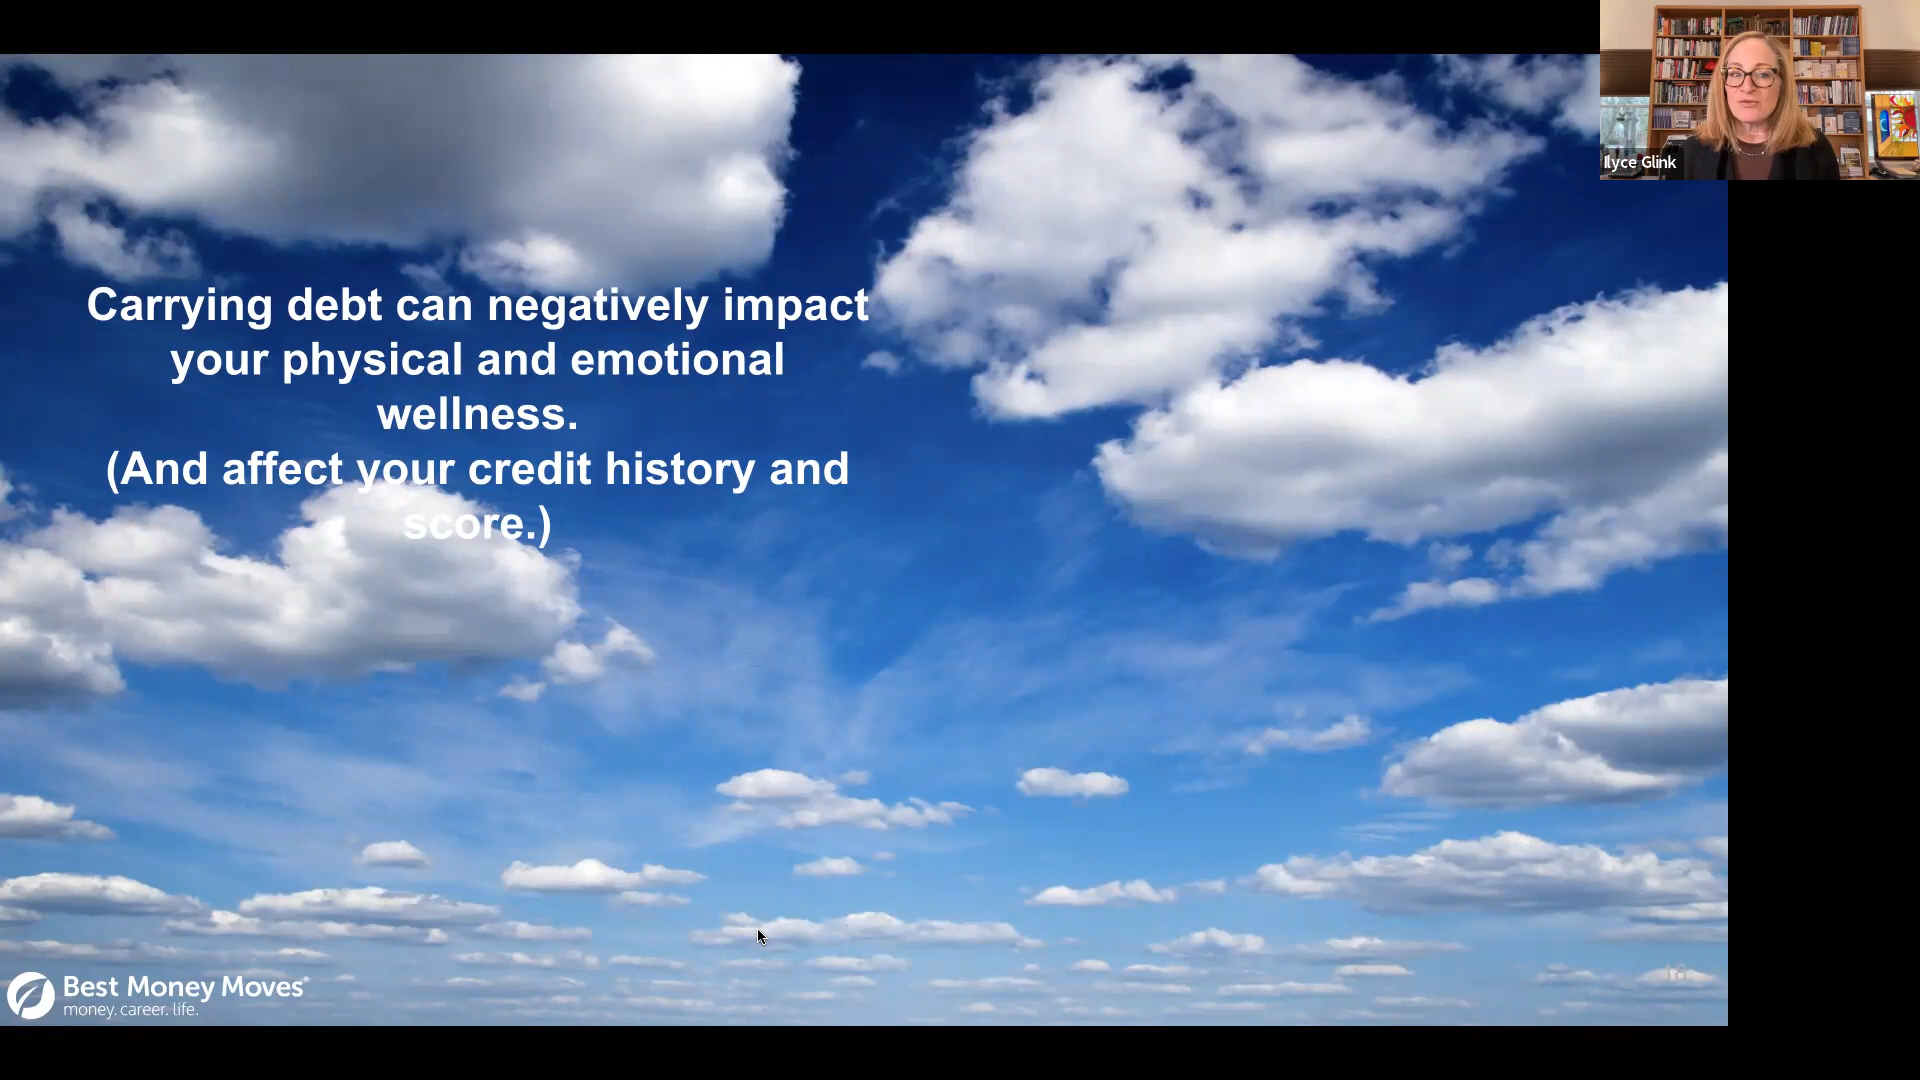 Ilyce Glink
Carrying debt can negatively impact
your physical and emotional
wellness.
(And affect your credit history and
score.)
Best Money Moves®
money. career. life.
18